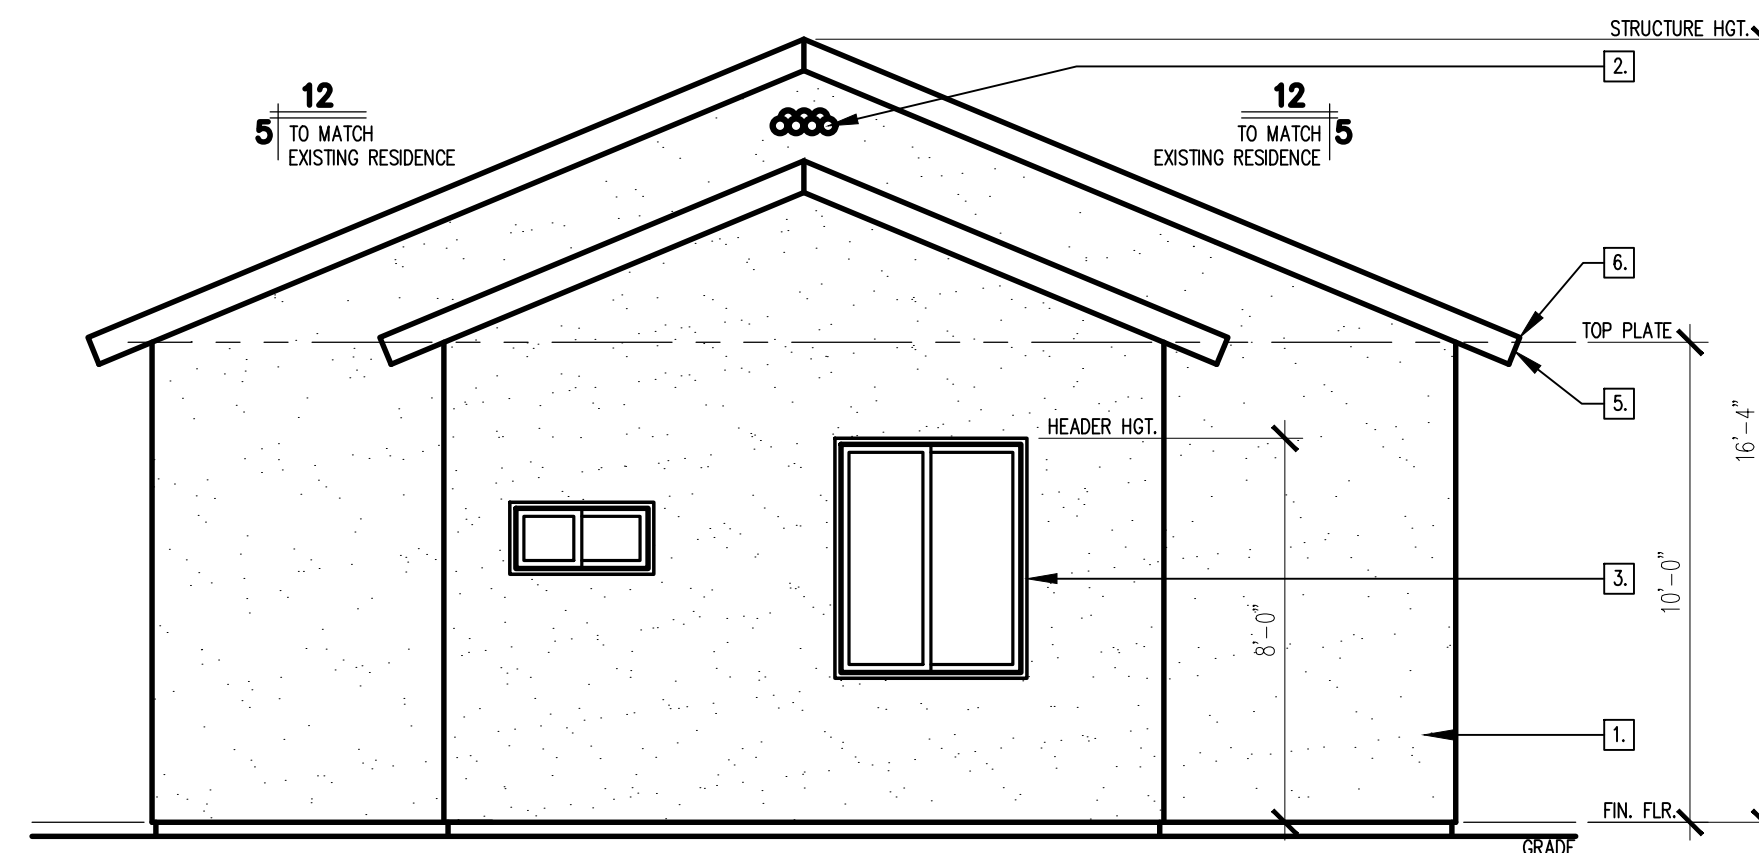 STRUCTURE HGT.
2.
12
5 TO MATCH
EXISTING RESIDENCE
12
TO MATCH 5
EXISTING RESIDENCE
6.
TOP PLATE
5.
HEADER HGT.
16'-4"
3.
10'-0"
8'-0"
1.
FIN. FLR.
GRADE